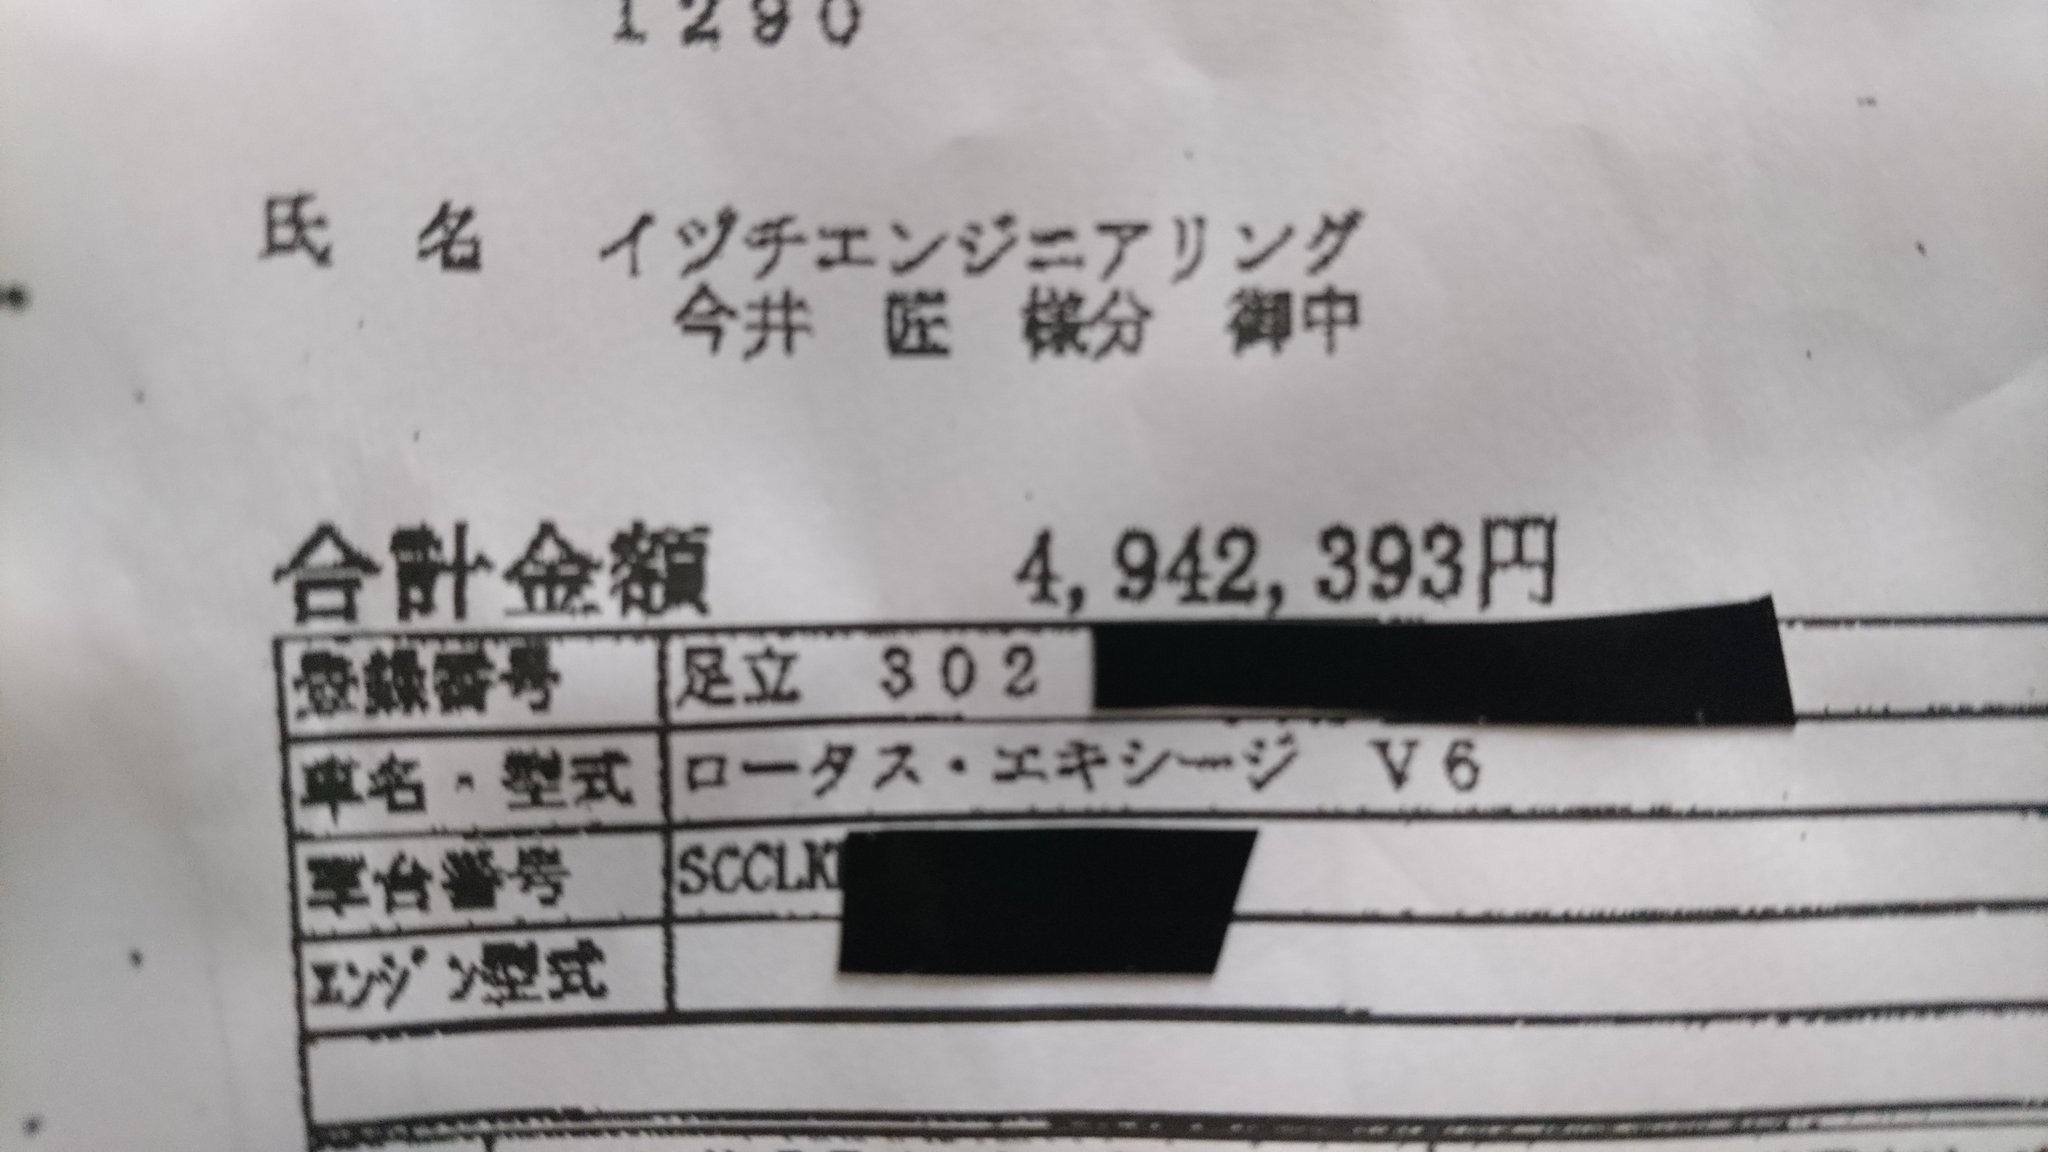 1290
氏 名 イヅチエンジニアリング
今井 匠 様分 御中
合計金額 4,942,393円
登録番号 足立 302
車名・型式 ロータス・エキシージ V6
車台番号 SCCLK
エンジン型式